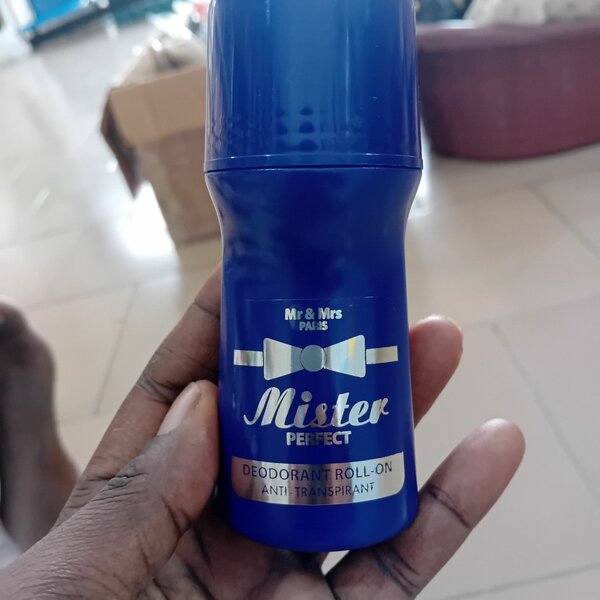 Mr & Mrs
PARIS
Mister
PERFECT
DEODORANT ROLL-ON
ANTI-TRANSPIRANT